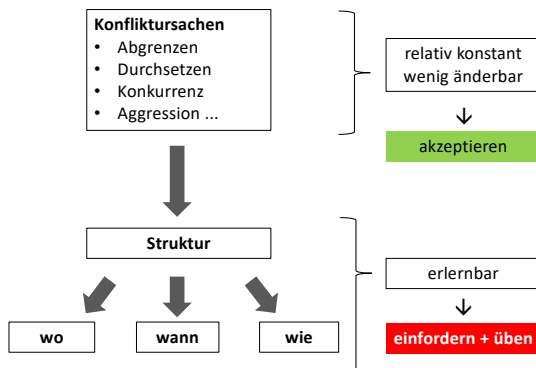 Konfliktursachen
• Abgrenzen
• Durchsetzen
• Konkurrenz
• Aggression ...
relativ konstant
wenig änderbar
akzeptieren
Struktur
erlernbar
wo
wann
wie
einfordern + üben